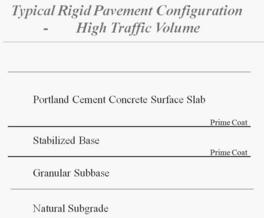 Typical Rigid Pavement Configuration
- High Traffic Volume
Portland Cement Concrete Surface Slab
Prime Coat
Stabilized Base
Prime Coat
Granular Subbase
Natural Subgrade